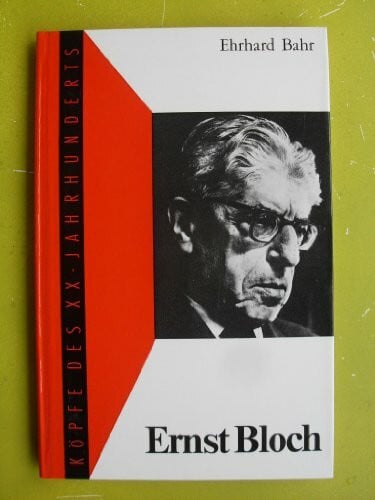 Ehrhard Bahr
KÖPFE DES XX·JAHRHUNDERTS
Ernst Bloch